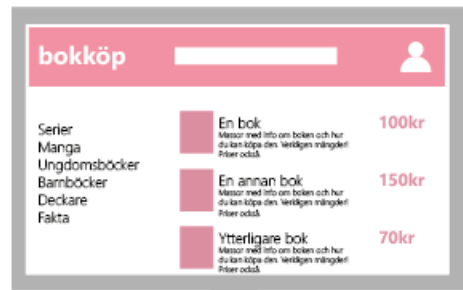 bokköp
Serier
Manga
Ungdomsböcker
Barnböcker
Deckare
Fakta
En bok
Massor med info om boken och hur
du kan köpa den. Verkligen mängder!
Priser också.
100kr
En annan bok
Massor med info om boken och hur
du kan köpa den. Verkligen mängder!
Priser också.
150kr
Ytterligare bok
Massor med info om boken och hur
du kan köpa den. Verkligen mängder!
Priser också.
70kr